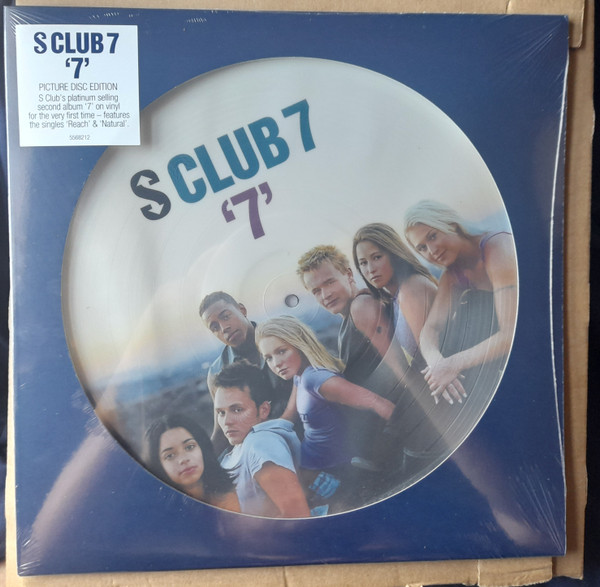 S CLUB 7
'7'
PICTURE DISC EDITION
S Club's platinum selling
second album '7' on vinyl
for the very first time – features
the singles 'Reach' & 'Natural'.
5588212
S CLUB 7
'7'